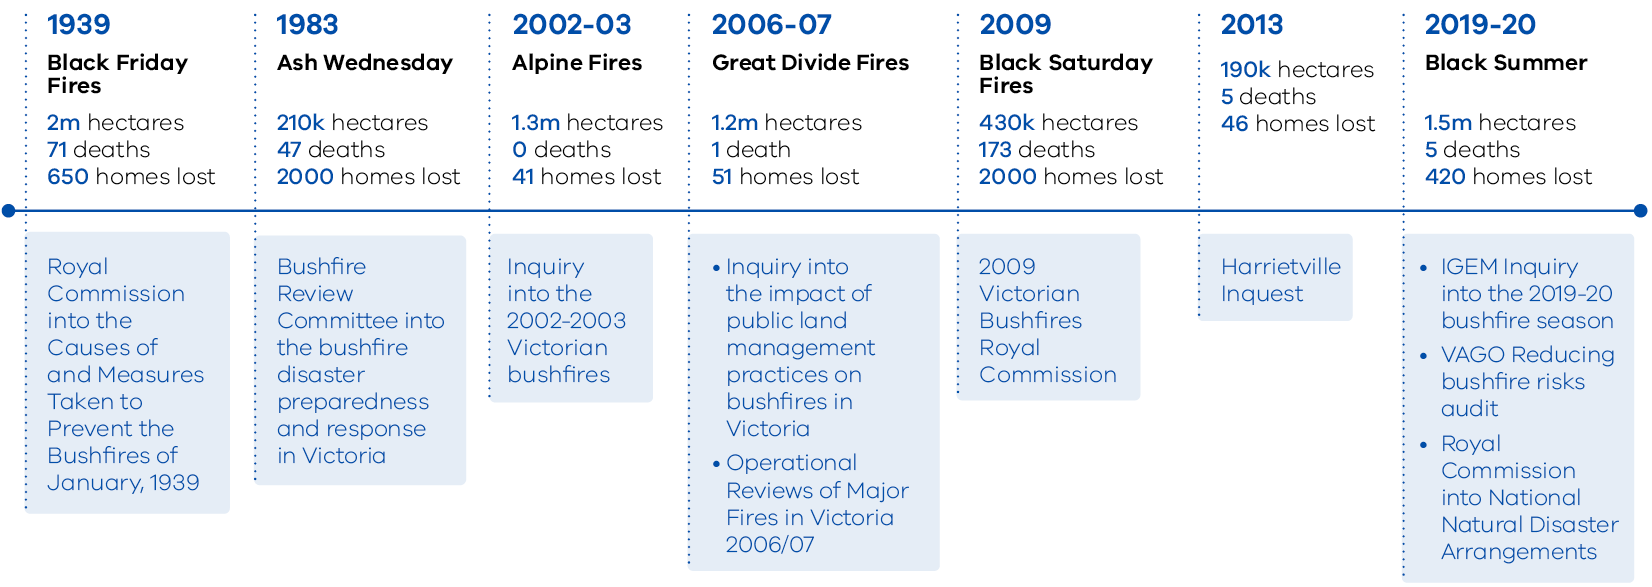 1939
Black Friday
Fires
2m hectares
71 deaths
650 homes lost
Royal
Commission
into the
Causes of
and Measures
Taken to
Prevent the
Bushfires of
January, 1939
1983
Ash Wednesday
210k hectares
47 deaths
2000 homes lost
Bushfire
Review
Committee into
the bushfire
disaster
preparedness
and response
in Victoria
2002-03
Alpine Fires
1.3m hectares
0 deaths
41 homes lost
Inquiry
into the
2002-2003
Victorian
bushfires
2006-07
Great Divide Fires
1.2m hectares
1 death
51 homes lost
• Inquiry into
the impact of
public land
management
practices on
bushfires in
Victoria
• Operational
Reviews of Major
Fires in Victoria
2006/07
2009
Black Saturday
Fires
430k hectares
173 deaths
2000 homes lost
2009
Victorian
Bushfires
Royal
Commission
2013
190k hectares
5 deaths
46 homes lost
Harrietville
Inquest
2019-20
Black Summer
1.5m hectares
5 deaths
420 homes lost
• IGEM Inquiry
into the 2019-20
bushfire season
• VAGO Reducing
bushfire risks
audit
• Royal
Commission
into National
Natural Disaster
Arrangements